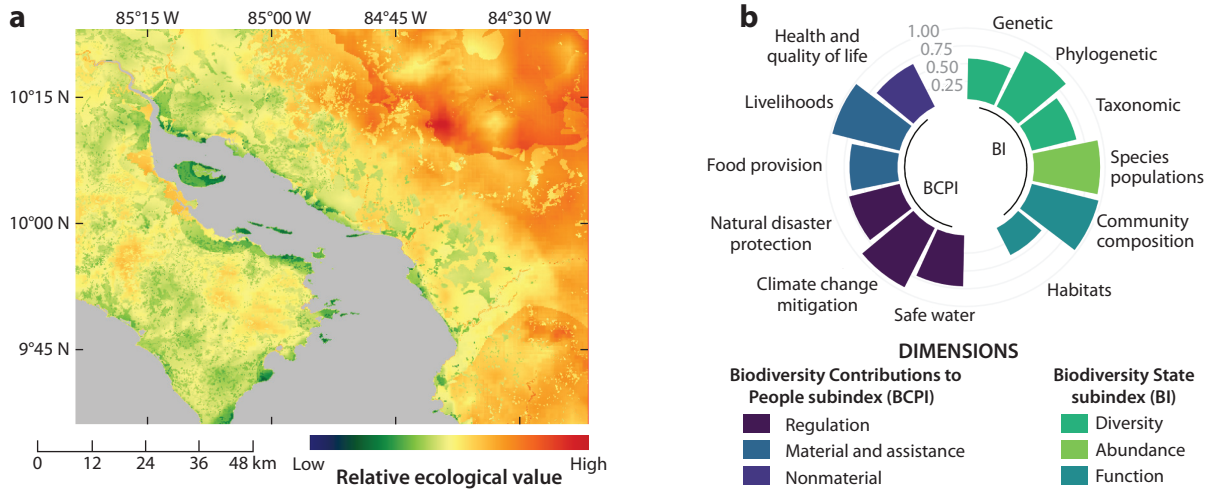 a
85°15 W
85°00 W
84°45 W
84°30 W
10°15 N
10°00 N
9°45 N
0
12
24
36
48 km
Low
High
Relative ecological value
b
1.00
0.75
0.50
0.25
Genetic
Phylogenetic
Taxonomic
Species
populations
Community
composition
Habitats
Safe water
Climate change
mitigation
Natural disaster
protection
Food provision
Livelihoods
Health and
quality of life
BI
BCPI
DIMENSIONS
Biodiversity Contributions to
People subindex (BCPI)
Regulation
Material and assistance
Nonmaterial
Biodiversity State
subindex (BI)
Diversity
Abundance
Function